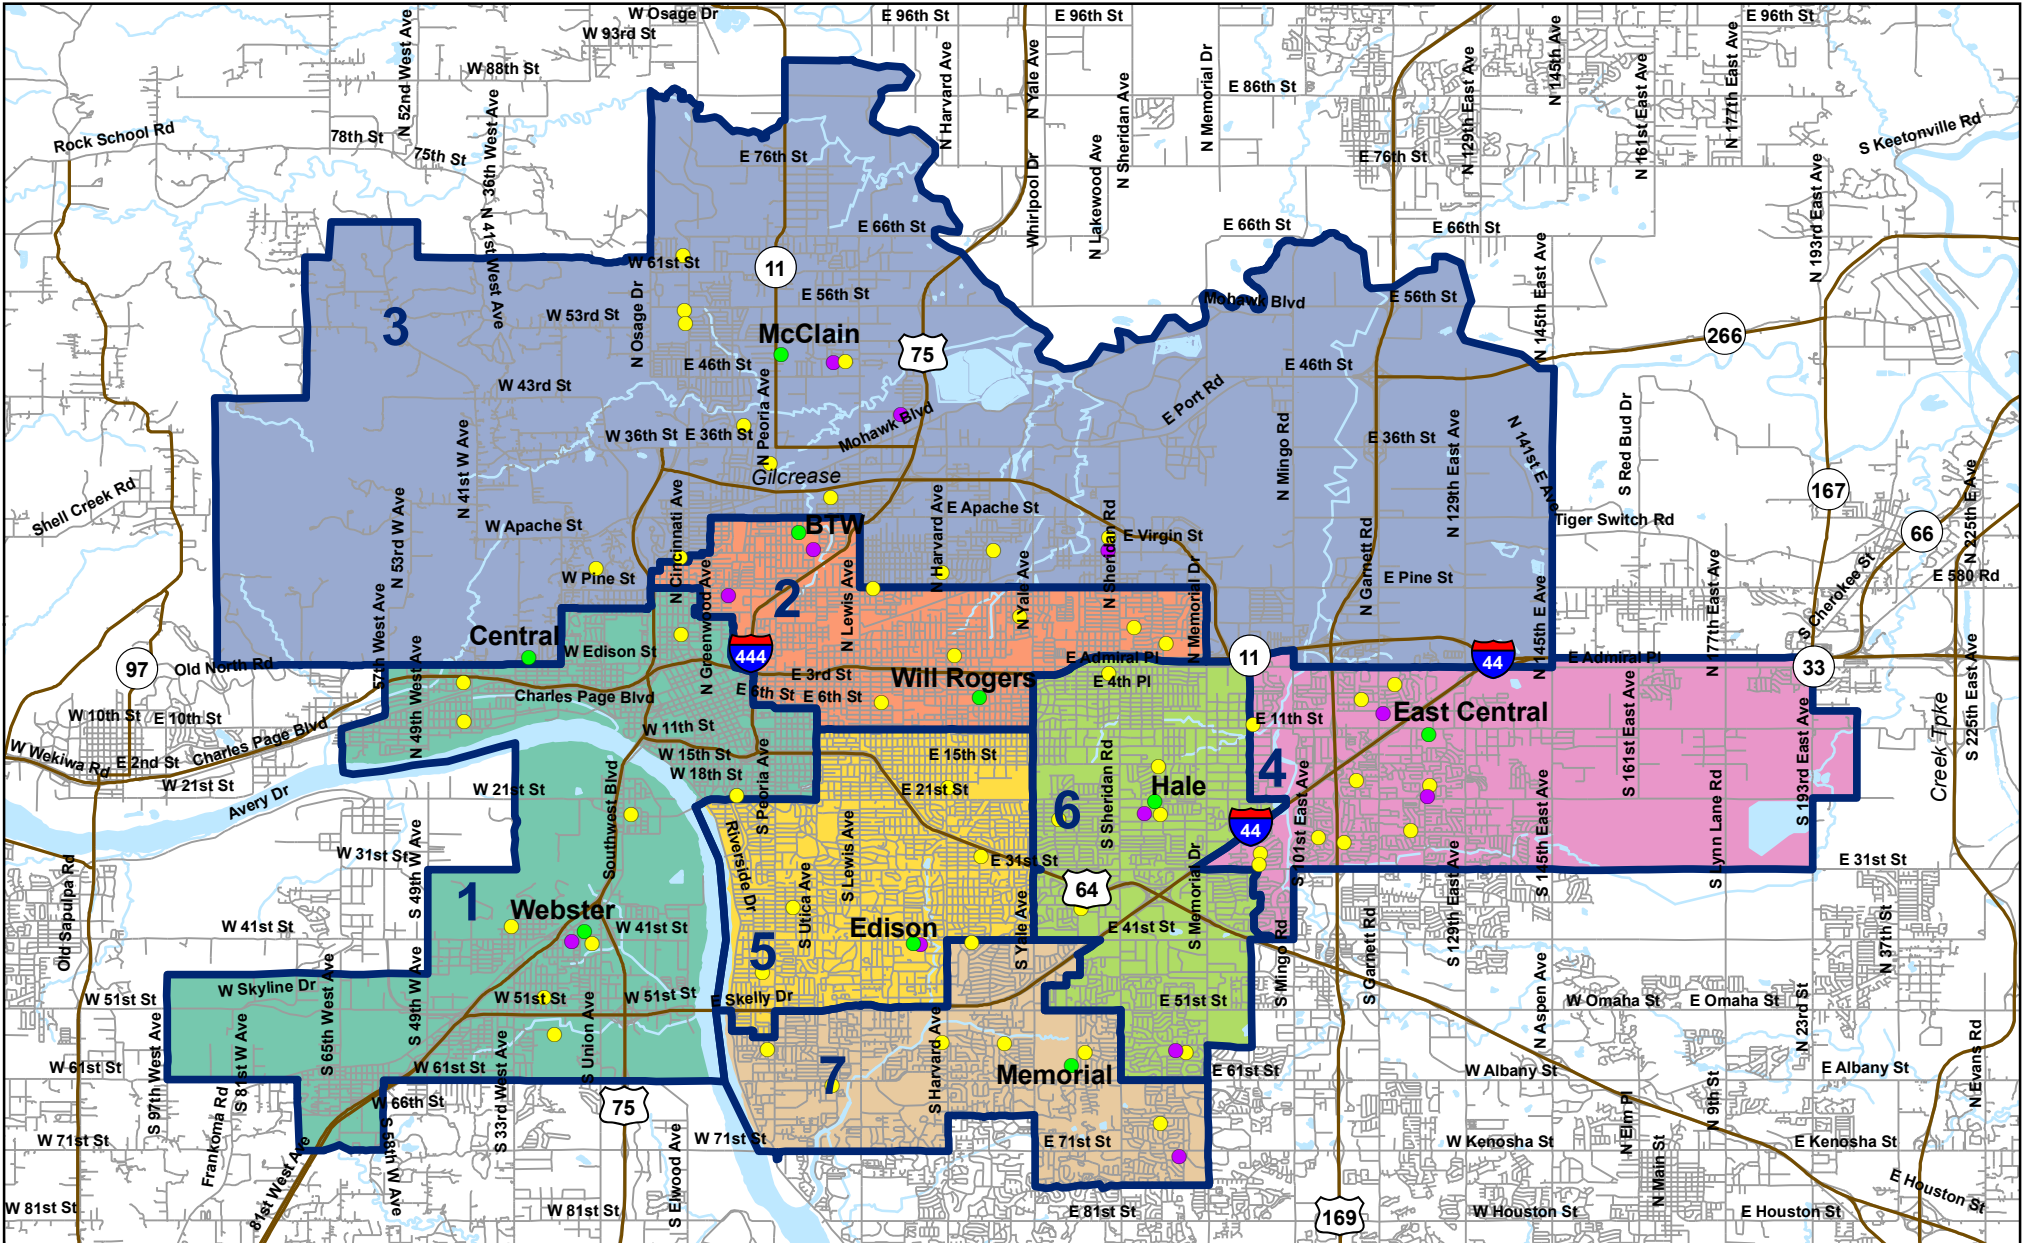 W Osage Dr
E 96th St
E 96th St
E 96th St
W 93rd St
W 88th St
N 52nd West Ave
N Harvard Ave
N Yale Ave
N Sheridan Ave
N Memorial Dr
E 86th St
N 129th East Ave
N 145th Ave
N 161st East Ave
N 177th East Ave
Rock School Rd
78th St
75th St
N 36th West Ave
E 76th St
E 76th St
S Keetonville Rd
N 41st West Ave
Whirlpool Dr
N Lakewood Ave
E 66th St
E 66th St
E 66th St
N 193rd East Ave
W 61st St
11
N Osage Dr
E 56th St
Mohawk Blvd
E 56th St
N 145th East Ave
3
W 53rd St
McClain
75
266
E 46th St
E 46th St
W 43rd St
N Peoria Ave
E Port Rd
Mohawk Blvd
W 36th St
E 36th St
E 36th St
N 41st W Ave
N Mingo Rd
N 129th East Ave
N 141st E Ave
S Red Bud Dr
Gilcrease
167
Shell Creek Rd
N 53rd W Ave
W Apache St
N Cincinnati Ave
BTW
N Harvard Ave
E Apache St
N Sheridan Rd
E Virgin St
N Garnett Rd
Tiger Switch Rd
66
N 225th E Ave
W Pine St
E Pine St
E 580 Rd
2
N Lewis Ave
N Yale Ave
N Memorial Dr
N 145th E Ave
N 177th East Ave
S Cherokee St
57th West Ave
N 49th West Ave
Central
W Edison St
N Greenwood Ave
444
E Admiral Pl
11
44
E Admiral Pl
33
97
Old North Rd
E 3rd St
Will Rogers
E 4th Pl
Charles Page Blvd
E 6th St
E 6th St
W 10th St
E 10th St
W 11th St
E 11th St
East Central
S 161st East Ave
S 193rd East Ave
S 225th East Ave
Creek Tpke
W Wekiwa Rd
E 2nd St
Charles Page Blvd
W 15th St
E 15th St
W 18th St
4
W 21st St
W 21st St
E 21st St
Hale
Avery Dr
Southwest Blvd
S Peoria Ave
6
S Sheridan Rd
44
S 101st East Ave
S 145th East Ave
S Lynn Lane Rd
Riverside Dr
S Lewis Ave
W 31st St
E 31st St
E 31st St
Old Sapulpa Rd
S 49th W Ave
1
Webster
S Utica Ave
64
S Memorial Dr
S 129th East Ave
W 41st St
W 41st St
Edison
S Yale Ave
E 41st St
N 37th St
5
S Mingo Rd
S Garnett Rd
W Skyline Dr
S 65th West Ave
S 49th W Ave
W 51st St
W 51st St
W 51st St
E Skelly Dr
E 51st St
N Aspen Ave
W Omaha St
E Omaha St
N 23rd St
S 97th West Ave
S 81st W Ave
S 33rd West Ave
S Union Ave
S Harvard Ave
N Evans Rd
W 61st St
W 61st St
7
Memorial
E 61st St
W Albany St
E Albany St
Frankoma Rd
W 66th St
75
N Elm Pl
N 9th St
W 71st St
81st West Ave
S 58th W Ave
S Elwood Ave
W 71st St
E 71st St
W Kenosha St
E Kenosha St
N Main St
W 81st St
W 81st St
E 81st St
169
W Houston St
E Houston St
E Houston St